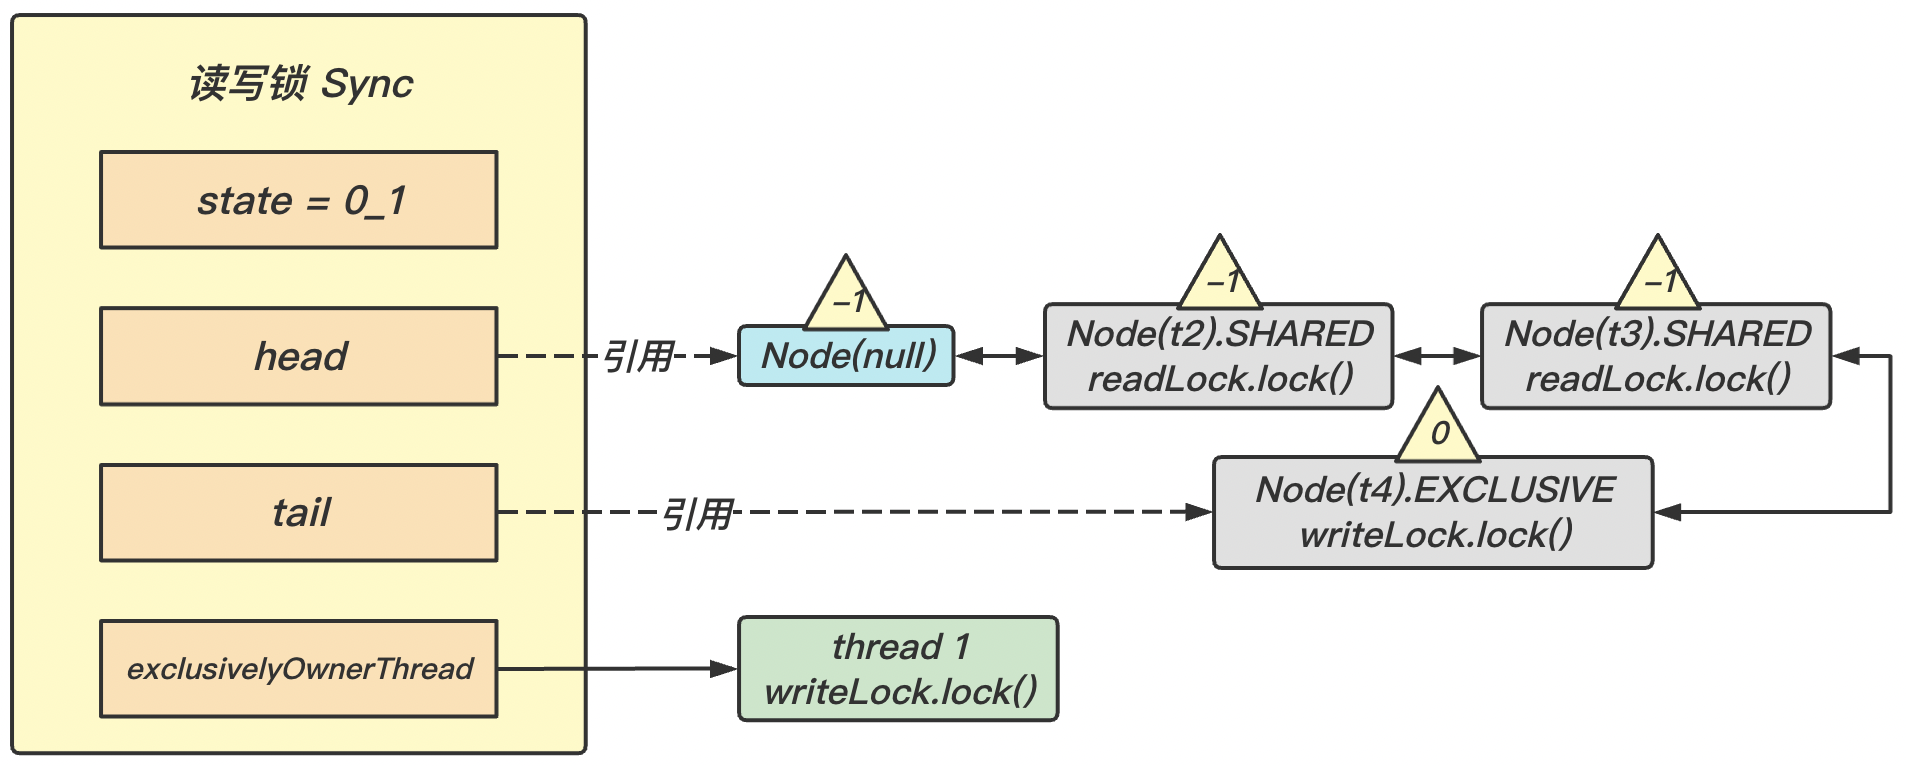 读写锁 Sync
state = 0_1
head
引用
-1
Node(null)
-1
Node(t2).SHARED
readLock.lock()
-1
Node(t3).SHARED
readLock.lock()
tail
引用
0
Node(t4).EXCLUSIVE
writeLock.lock()
exclusivelyOwnerThread
thread 1
writeLock.lock()